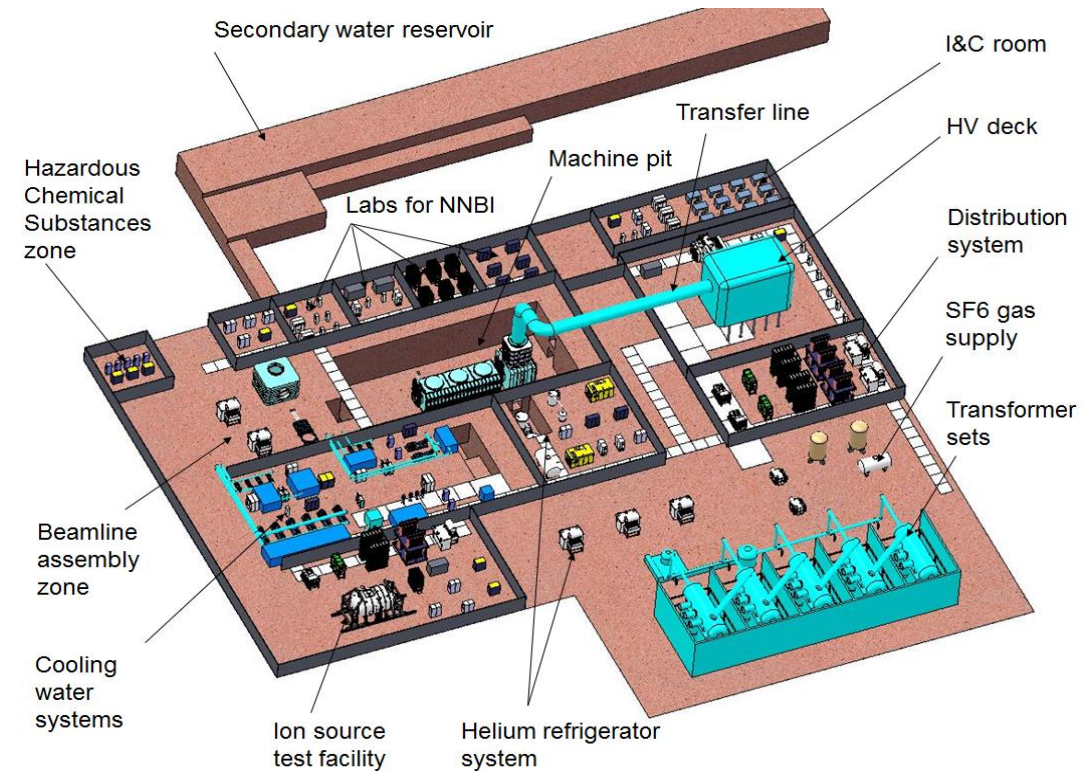 Secondary water reservoir
I&C room
HV deck
Transfer line
Machine pit
Hazardous
Chemical
Substances
zone
Labs for NNBI
Distribution
system
SF6 gas
supply
Transformer
sets
Beamline
assembly
zone
Cooling
water
systems
Ion source
test facility
Helium refrigerator
system